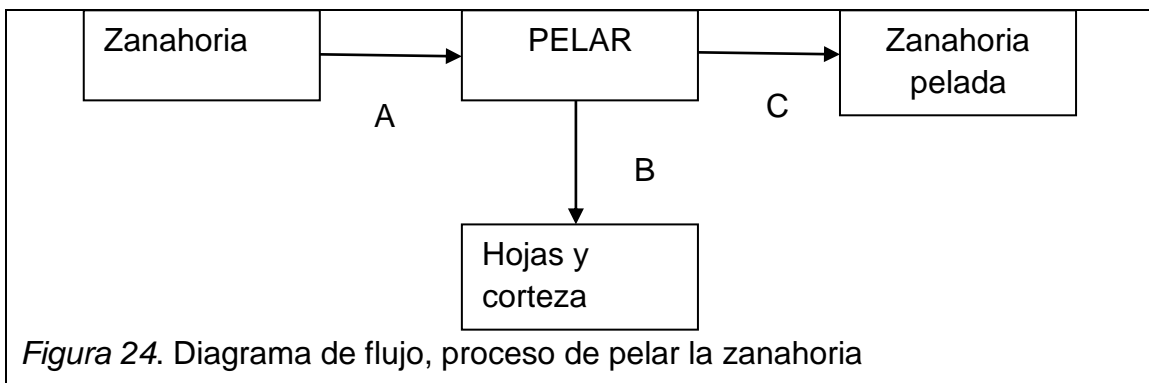 Zanahoria
PELAR
Zanahoria
pelada
A
C
B
Hojas y
corteza
Figura 24. Diagrama de flujo, proceso de pelar la zanahoria